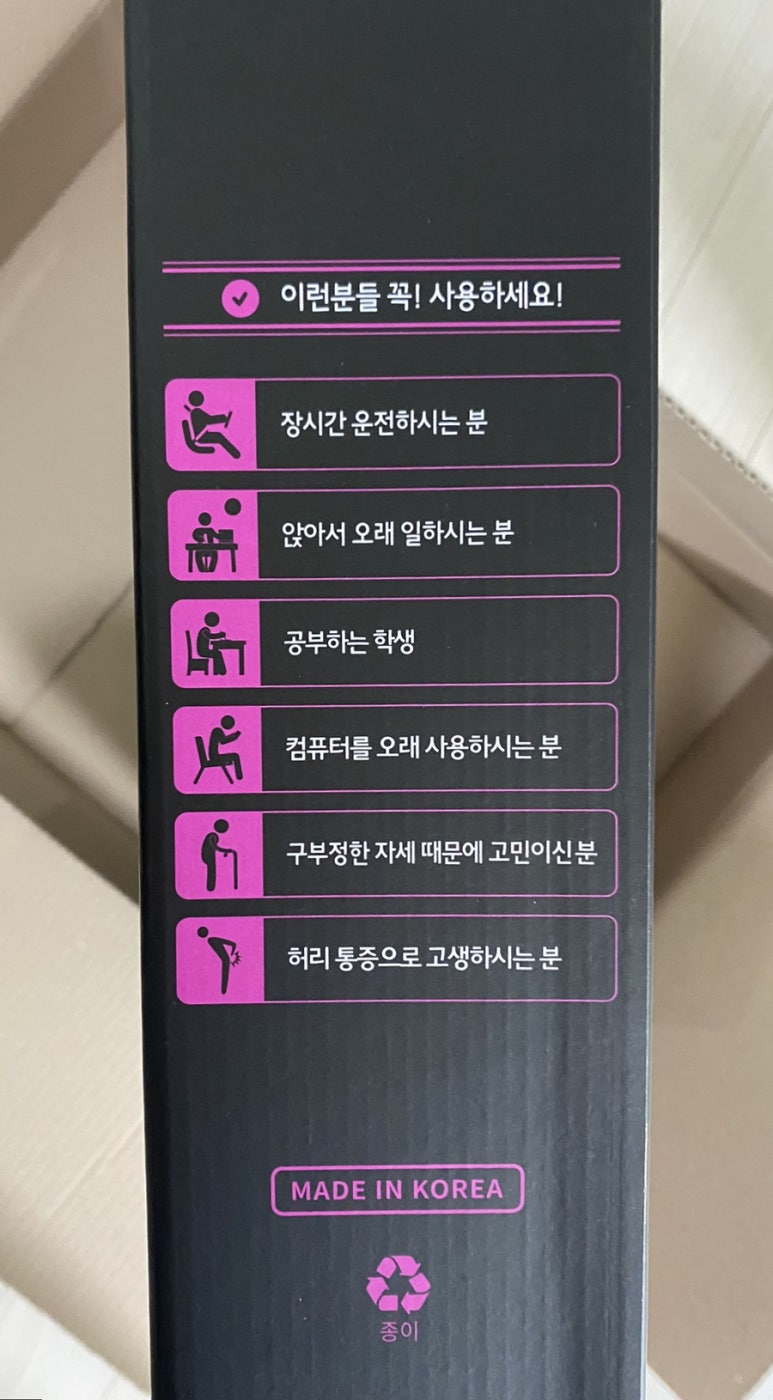 이런분들 꼭! 사용하세요!
장시간 운전하시는 분
앉아서 오래 일하시는 분
공부하는 학생
컴퓨터를 오래 사용하시는 분
구부정한 자세 때문에 고민이신 분
허리 통증으로 고생하시는 분
MADE IN KOREA
종이